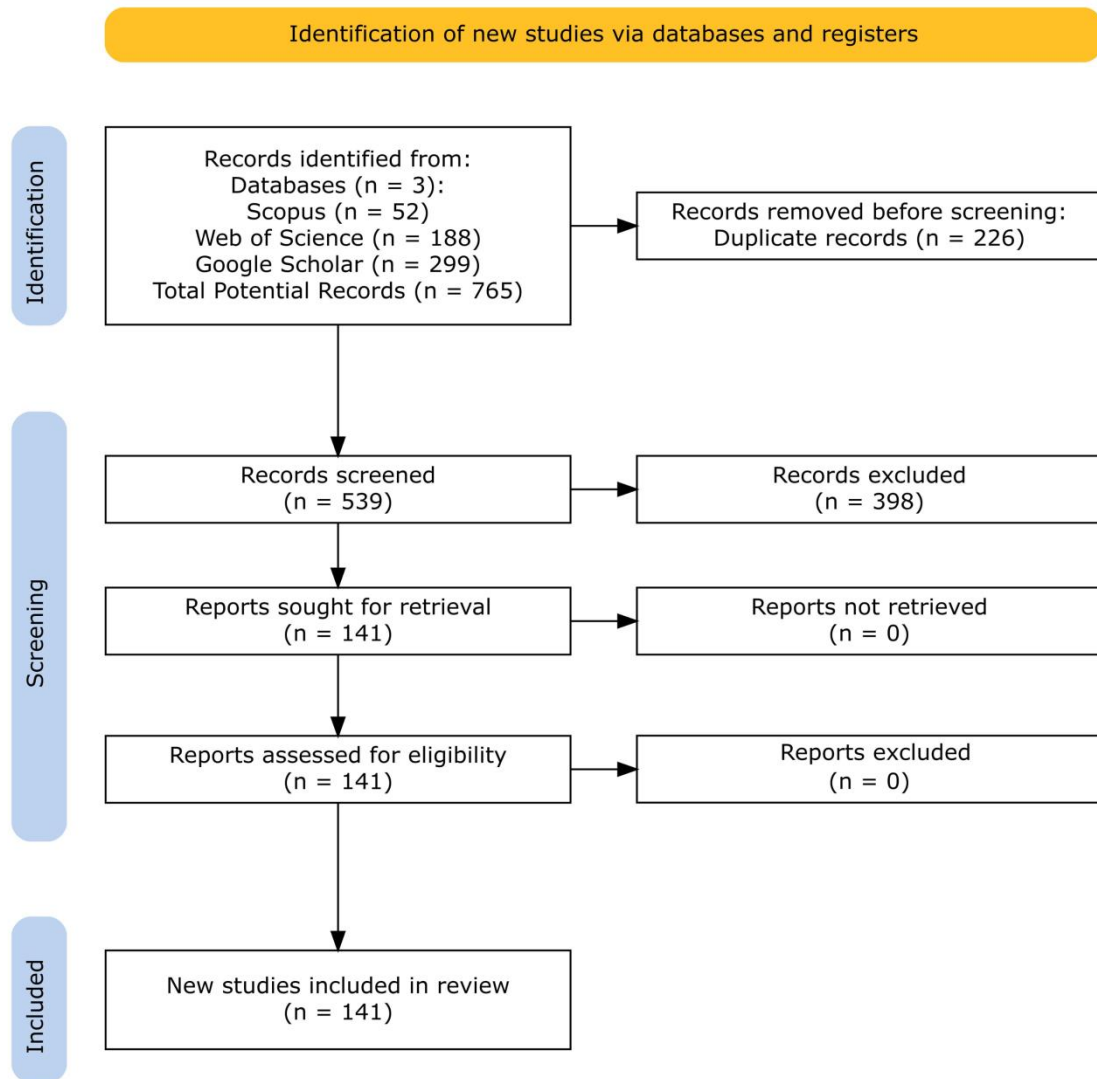 Identification of new studies via databases and registers
Identification
Records identified from:
Databases (n = 3):
Scopus (n = 52)
Web of Science (n = 188)
Google Scholar (n = 299)
Total Potential Records (n = 765)
Records removed before screening:
Duplicate records (n = 226)
Screening
Records screened
(n = 539)
Records excluded
(n = 398)
Reports sought for retrieval
(n = 141)
Reports not retrieved
(n = 0)
Reports assessed for eligibility
(n = 141)
Reports excluded
(n = 0)
Included
New studies included in review
(n = 141)